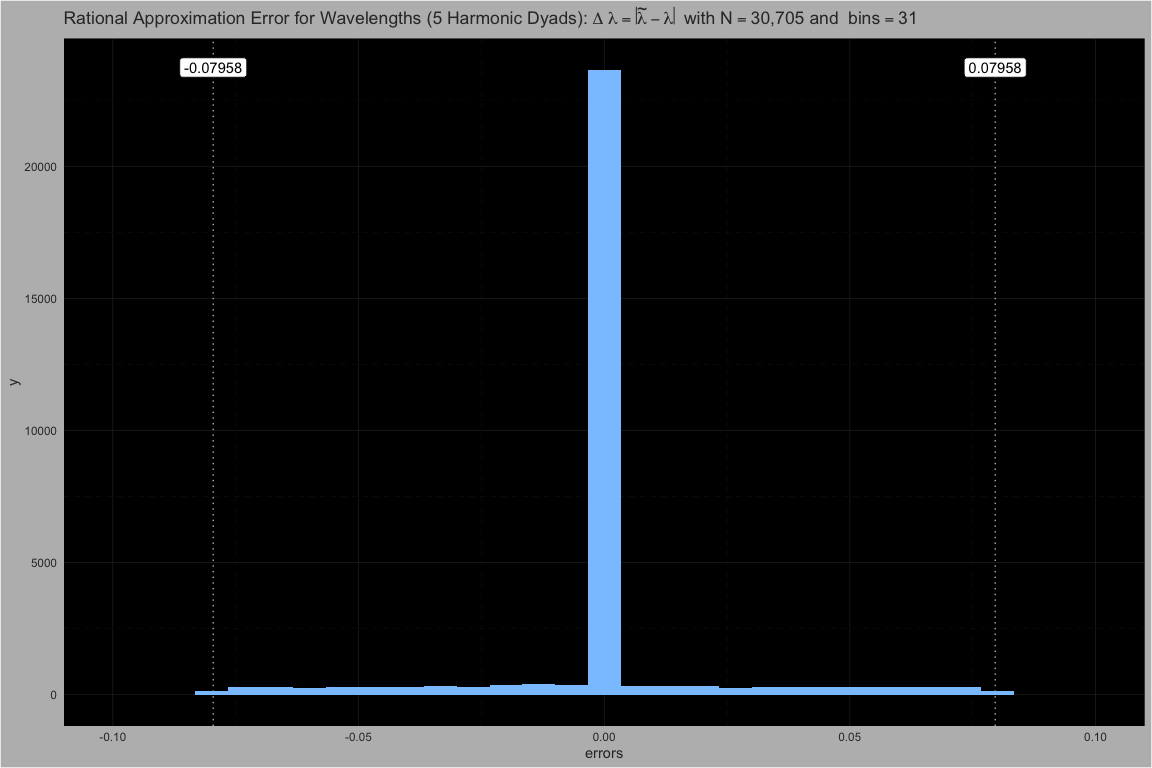 Rational Approximation Error for Wavelengths (5 Harmonic Dyads): Δ λ = |λ̃ − λ| with N = 30,705 and bins = 31
-0.07958 0.07958
20000
15000
y
10000
5000
0
-0.10 -0.05 0.00 0.05 0.10
errors